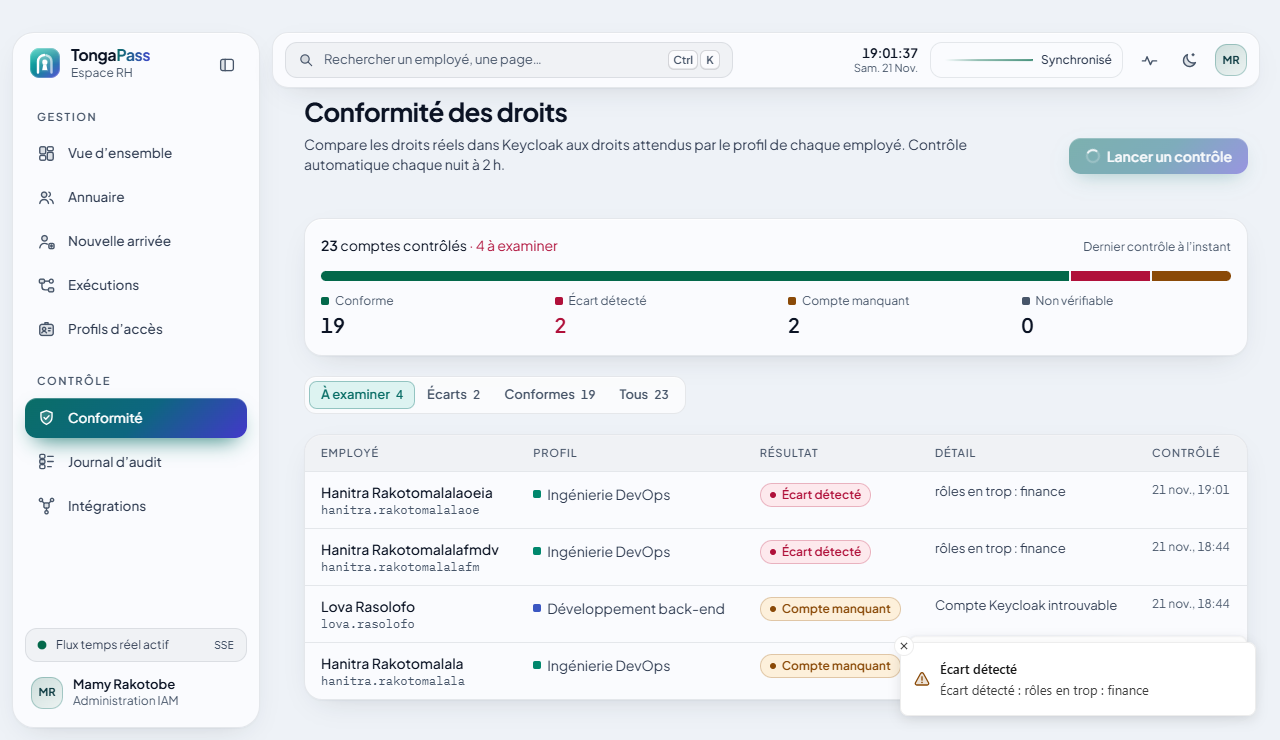 TongaPass
Espace RH
GESTION
Vue d'ensemble
Annuaire
Nouvelle arrivée
Exécutions
Profils d'accès
CONTRÔLE
Conformité
Journal d'audit
Intégrations
Flux temps réel actif SSE
MR Mamy Rakotobe
Administration IAM
Rechercher un employé, une page… Ctrl K
19:01:37
Sam. 21 Nov.
Synchronisé
MR
Conformité des droits
Compare les droits réels dans Keycloak aux droits attendus par le profil de chaque employé. Contrôle
automatique chaque nuit à 2 h.
Lancer un contrôle
23 comptes contrôlés · 4 à examiner
Dernier contrôle à l'instant
Conforme Écart détecté Compte manquant Non vérifiable
19 2 2 0
À examiner 4 Écarts 2 Conformes 19 Tous 23
EMPLOYÉ PROFIL RÉSULTAT DÉTAIL CONTRÔLÉ
Hanitra Rakotomalalaoeia Ingénierie DevOps Écart détecté rôles en trop : finance 21 nov., 19:01
hanitra.rakotomalalaoe
Hanitra Rakotomalalafmdv Ingénierie DevOps Écart détecté rôles en trop : finance 21 nov., 18:44
hanitra.rakotomalalafm
Lova Rasolofo Développement back-end Compte manquant Compte Keycloak introuvable 21 nov., 18:44
lova.rasolofo
Hanitra Rakotomalala Ingénierie DevOps Compte manquant
hanitra.rakotomalala
Écart détecté
Écart détecté : rôles en trop : finance